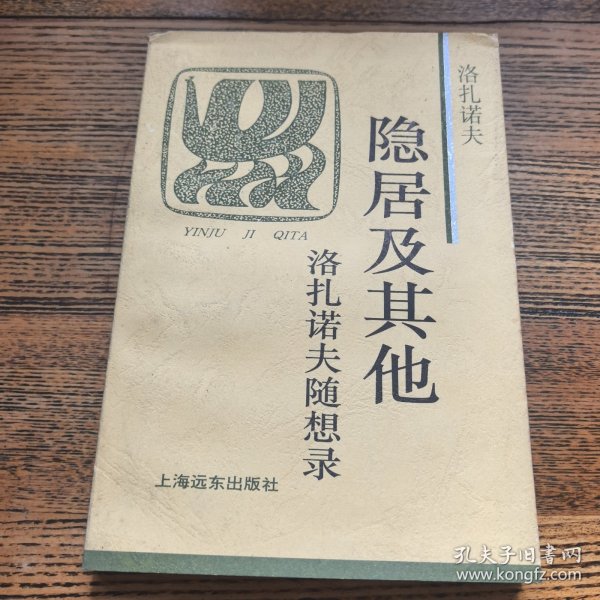 洛扎诺夫
隐居及其他
洛扎诺夫随想录
YINJU JI QITA
上海远东出版社
孔夫子旧书网
www.kongfz.com